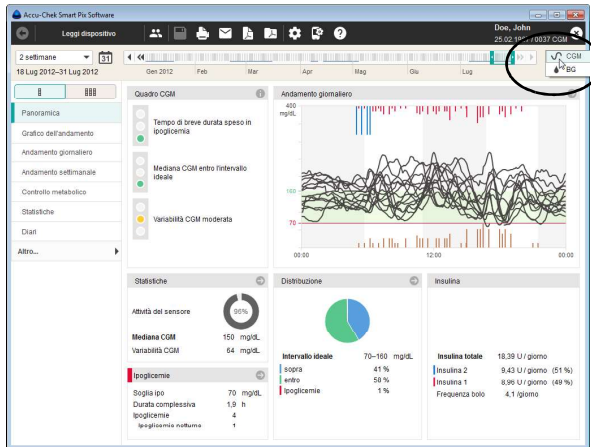 Accu-Chek Smart Pix Software
Leggi dispositivo
Doe, John
CGM
BG
2 settimane
31
18 Lug 2012–31 Lug 2012
Gen 2012 Feb Mar Apr Mag Giu Lug
Panoramica
Grafico dell'andamento
Andamento giornaliero
Andamento settimanale
Controllo metabolico
Statistiche
Diari
Altro...
Quadro CGM
Tempo di breve durata speso in
ipoglicemia
Mediana CGM entro l'intervallo
ideale
Variabilità CGM moderata
Andamento giornaliero
400
mg/dL
160
70
00:00 12:00 00:00
Statistiche
Attività del sensore
96%
Mediana CGM 150 mg/dL
Variabilità CGM 64 mg/dL
Ipoglicemie
Soglia ipo 70 mg/dL
Durata complessiva 1,9 h
Ipoglicemie 4
Ipoglicemie notturne 1
Distribuzione
Intervallo ideale 70–160 mg/dL
sopra 41 %
entro 58 %
Ipoglicemie 1 %
Insulina
Insulina totale 18,39 U / giorno
Insulina 2 9,43 U / giorno (51 %)
Insulina 1 8,96 U / giorno (49 %)
Frequenza bolo 4,1 /giorno